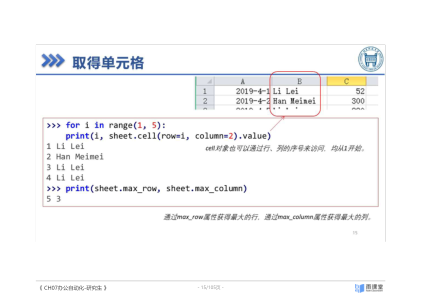 取得单元格
A E C
1 2019-4-1 Li Lei 52
2 2019-4-2 Han Meimei 300
>>> for i in range(1, 5):
print(i, sheet.cell(row=i, column=2).value)
1 Li Lei
cell对象也可以通过行、列的序号来访问，均从1开始。
2 Han Meimei
3 Li Lei
4 Li Lei
>>> print(sheet.max_row, sheet.max_column)
5 3
通过max_row属性获得最大的行，通过max_column属性获得最大的列。
《CH07办公自动化-研究生》
雨课堂